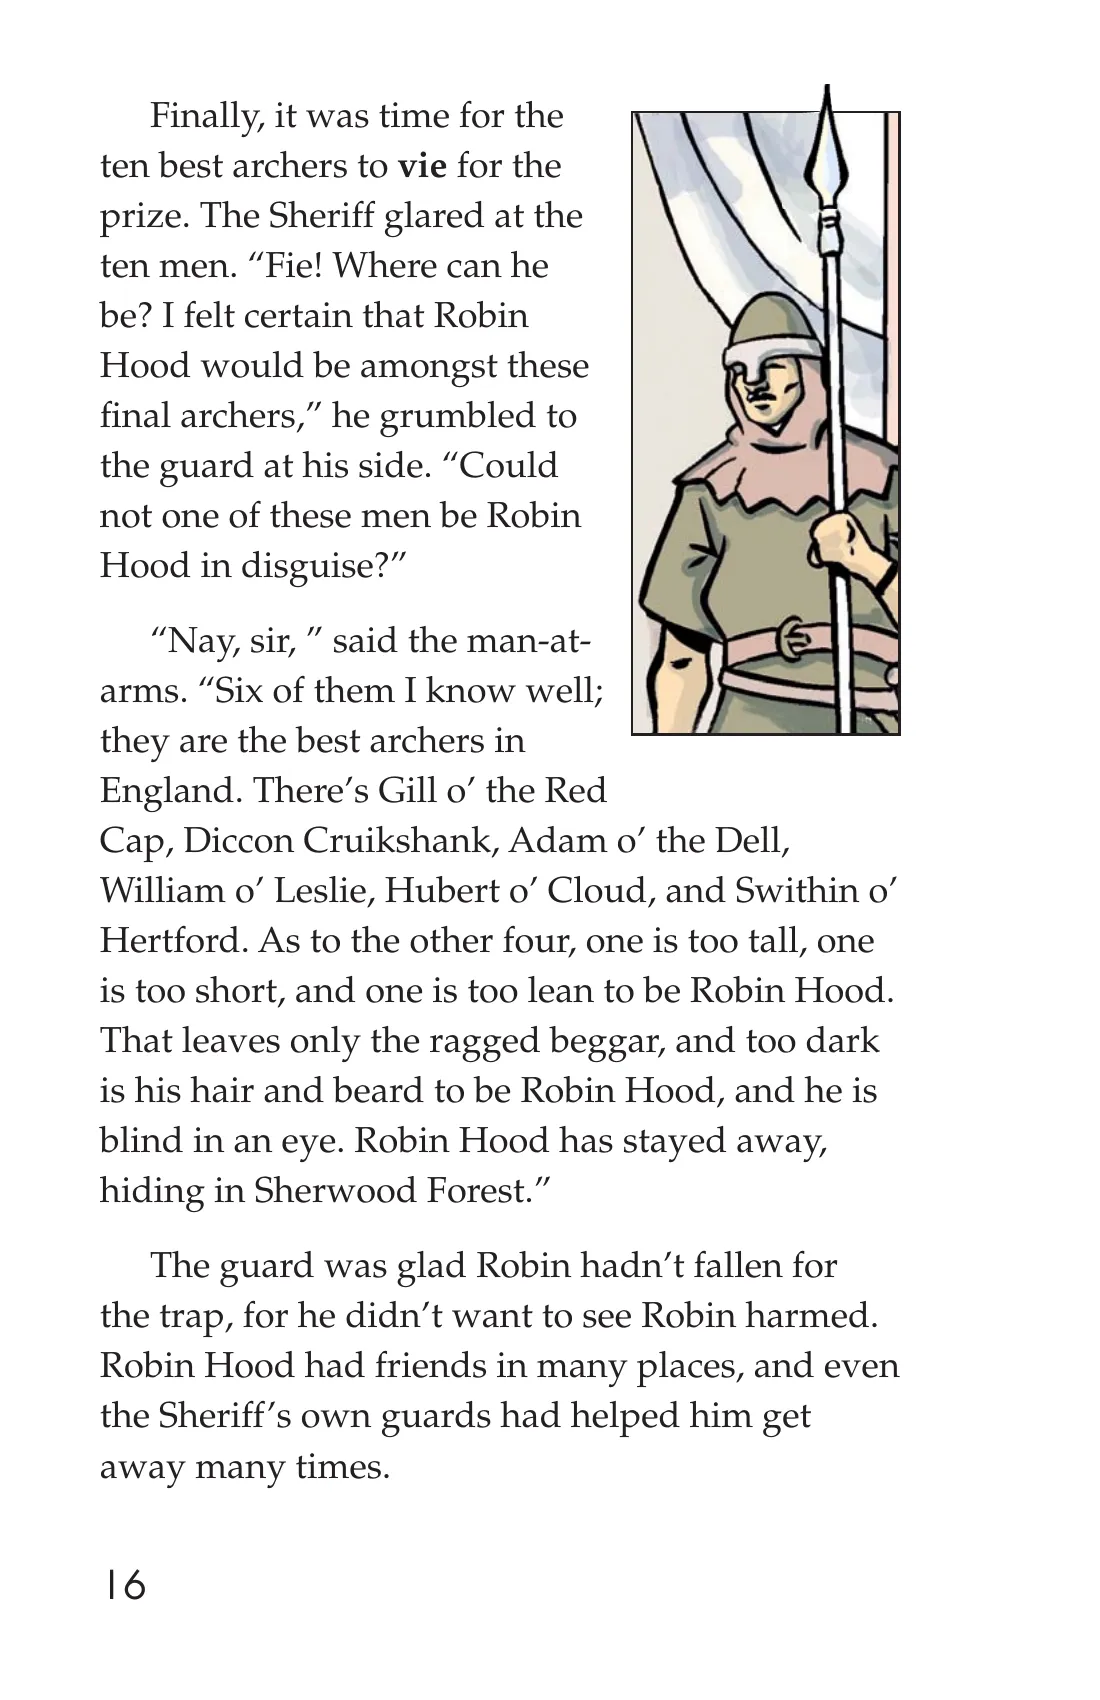 Finally, it was time for the
ten best archers to vie for the
prize. The Sheriff glared at the
ten men. “Fie! Where can he
be? I felt certain that Robin
Hood would be amongst these
final archers,” he grumbled to
the guard at his side. “Could
not one of these men be Robin
Hood in disguise?”
“Nay, sir, ” said the man-at-
arms. “Six of them I know well;
they are the best archers in
England. There’s Gill o’ the Red
Cap, Diccon Cruikshank, Adam o’ the Dell,
William o’ Leslie, Hubert o’ Cloud, and Swithin o’
Hertford. As to the other four, one is too tall, one
is too short, and one is too lean to be Robin Hood.
That leaves only the ragged beggar, and too dark
is his hair and beard to be Robin Hood, and he is
blind in an eye. Robin Hood has stayed away,
hiding in Sherwood Forest.”
The guard was glad Robin hadn’t fallen for
the trap, for he didn’t want to see Robin harmed.
Robin Hood had friends in many places, and even
the Sheriff’s own guards had helped him get
away many times.
16